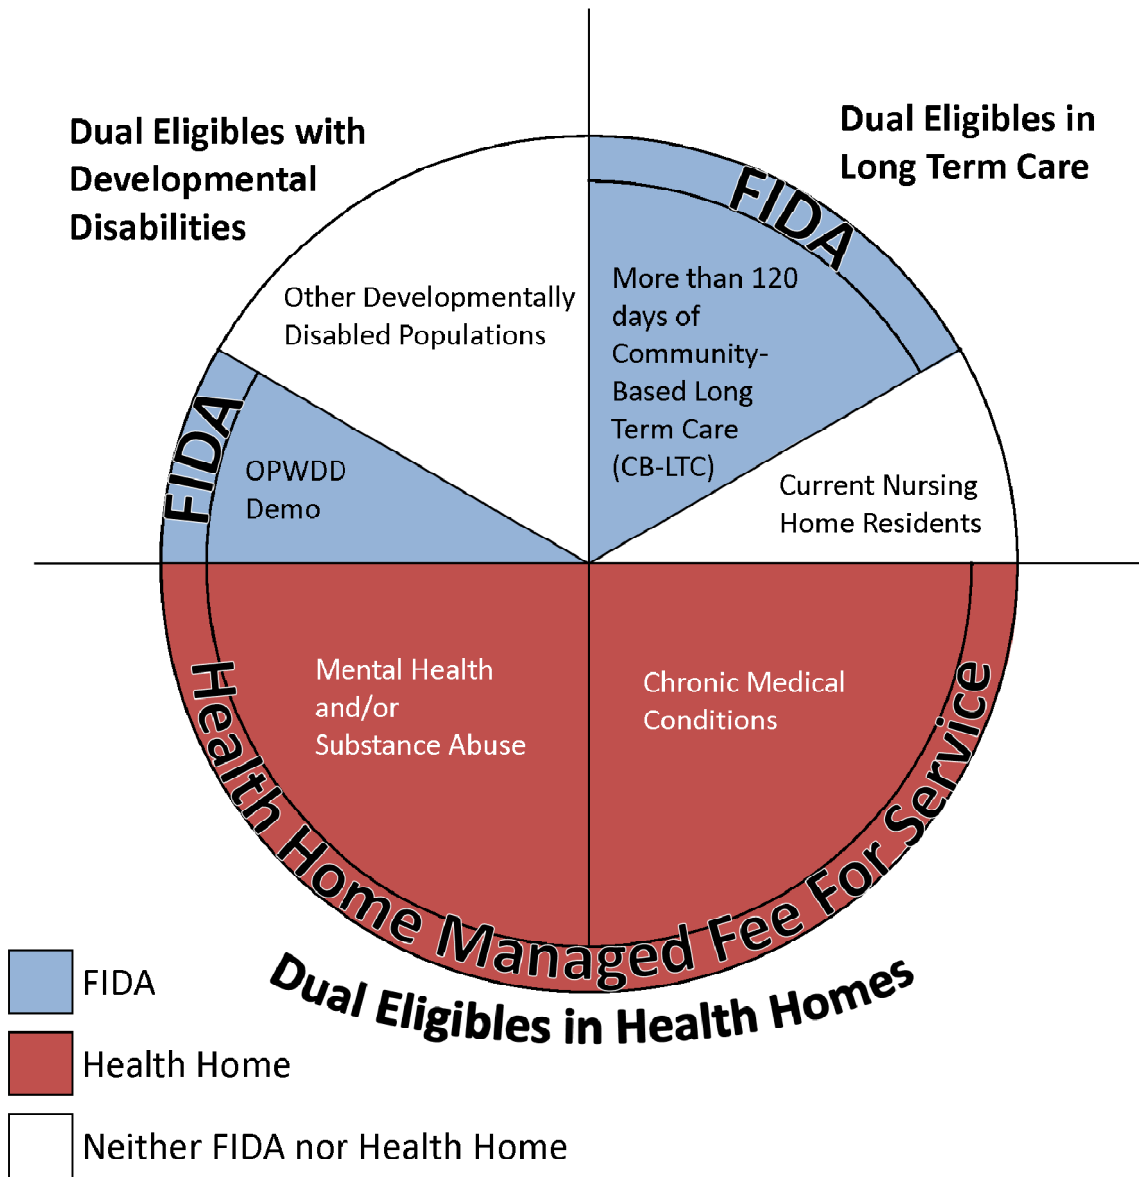 Dual Eligibles with
Developmental
Disabilities
Dual Eligibles in
Long Term Care
FIDA
Other Developmentally
Disabled Populations
More than 120
days of
Community-
Based Long
Term Care
(CB-LTC)
FIDA
OPWDD
Demo
Current Nursing
Home Residents
Mental Health
and/or
Substance Abuse
Chronic Medical
Conditions
Health Home Managed Fee For Service
Dual Eligibles in Health Homes
FIDA
Health Home
Neither FIDA nor Health Home